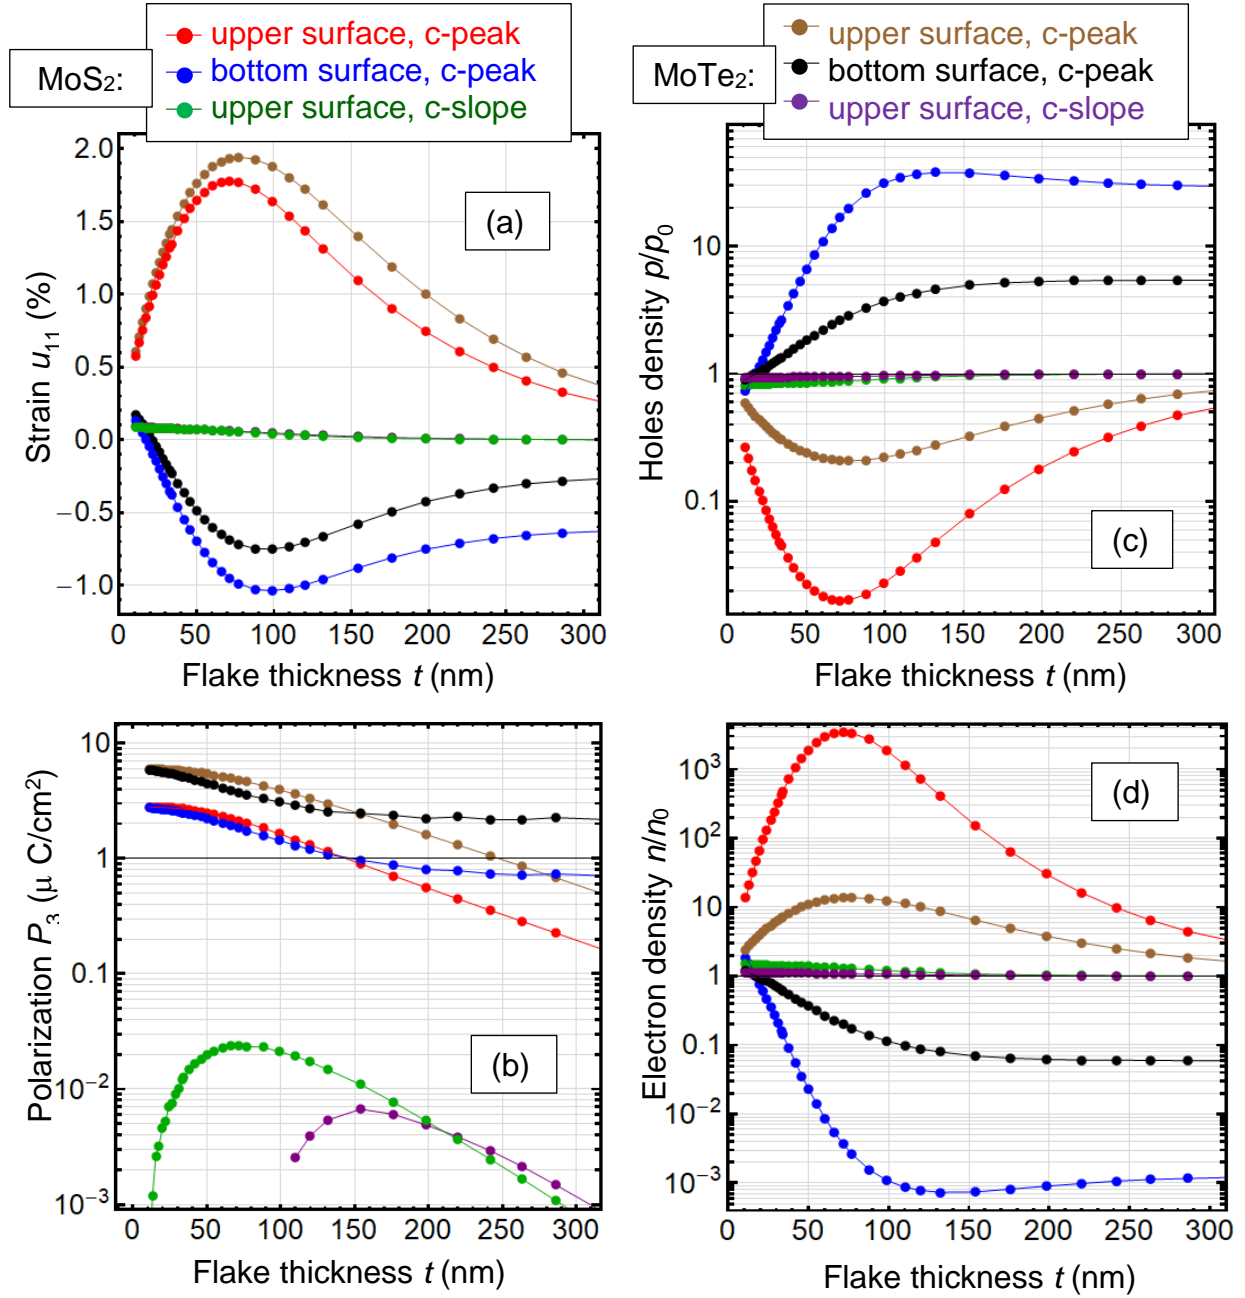 MoS2:
upper surface, c-peak
bottom surface, c-peak
upper surface, c-slope
MoTe2:
upper surface, c-peak
bottom surface, c-peak
upper surface, c-slope
Strain u11 (%)
2.0
1.5
1.0
0.5
0.0
−0.5
−1.0
(a)
0 50 100 150 200 250 300
Flake thickness t (nm)
Holes density p/p0
10
1
0.1
(c)
0 50 100 150 200 250 300
Flake thickness t (nm)
Polarization P3 (μ C/cm²)
10
1
0.1
10⁻²
10⁻³
(b)
0 50 100 150 200 250 300
Flake thickness t (nm)
Electron density n/n0
10³
10²
10
1
0.1
10⁻²
10⁻³
(d)
0 50 100 150 200 250 300
Flake thickness t (nm)